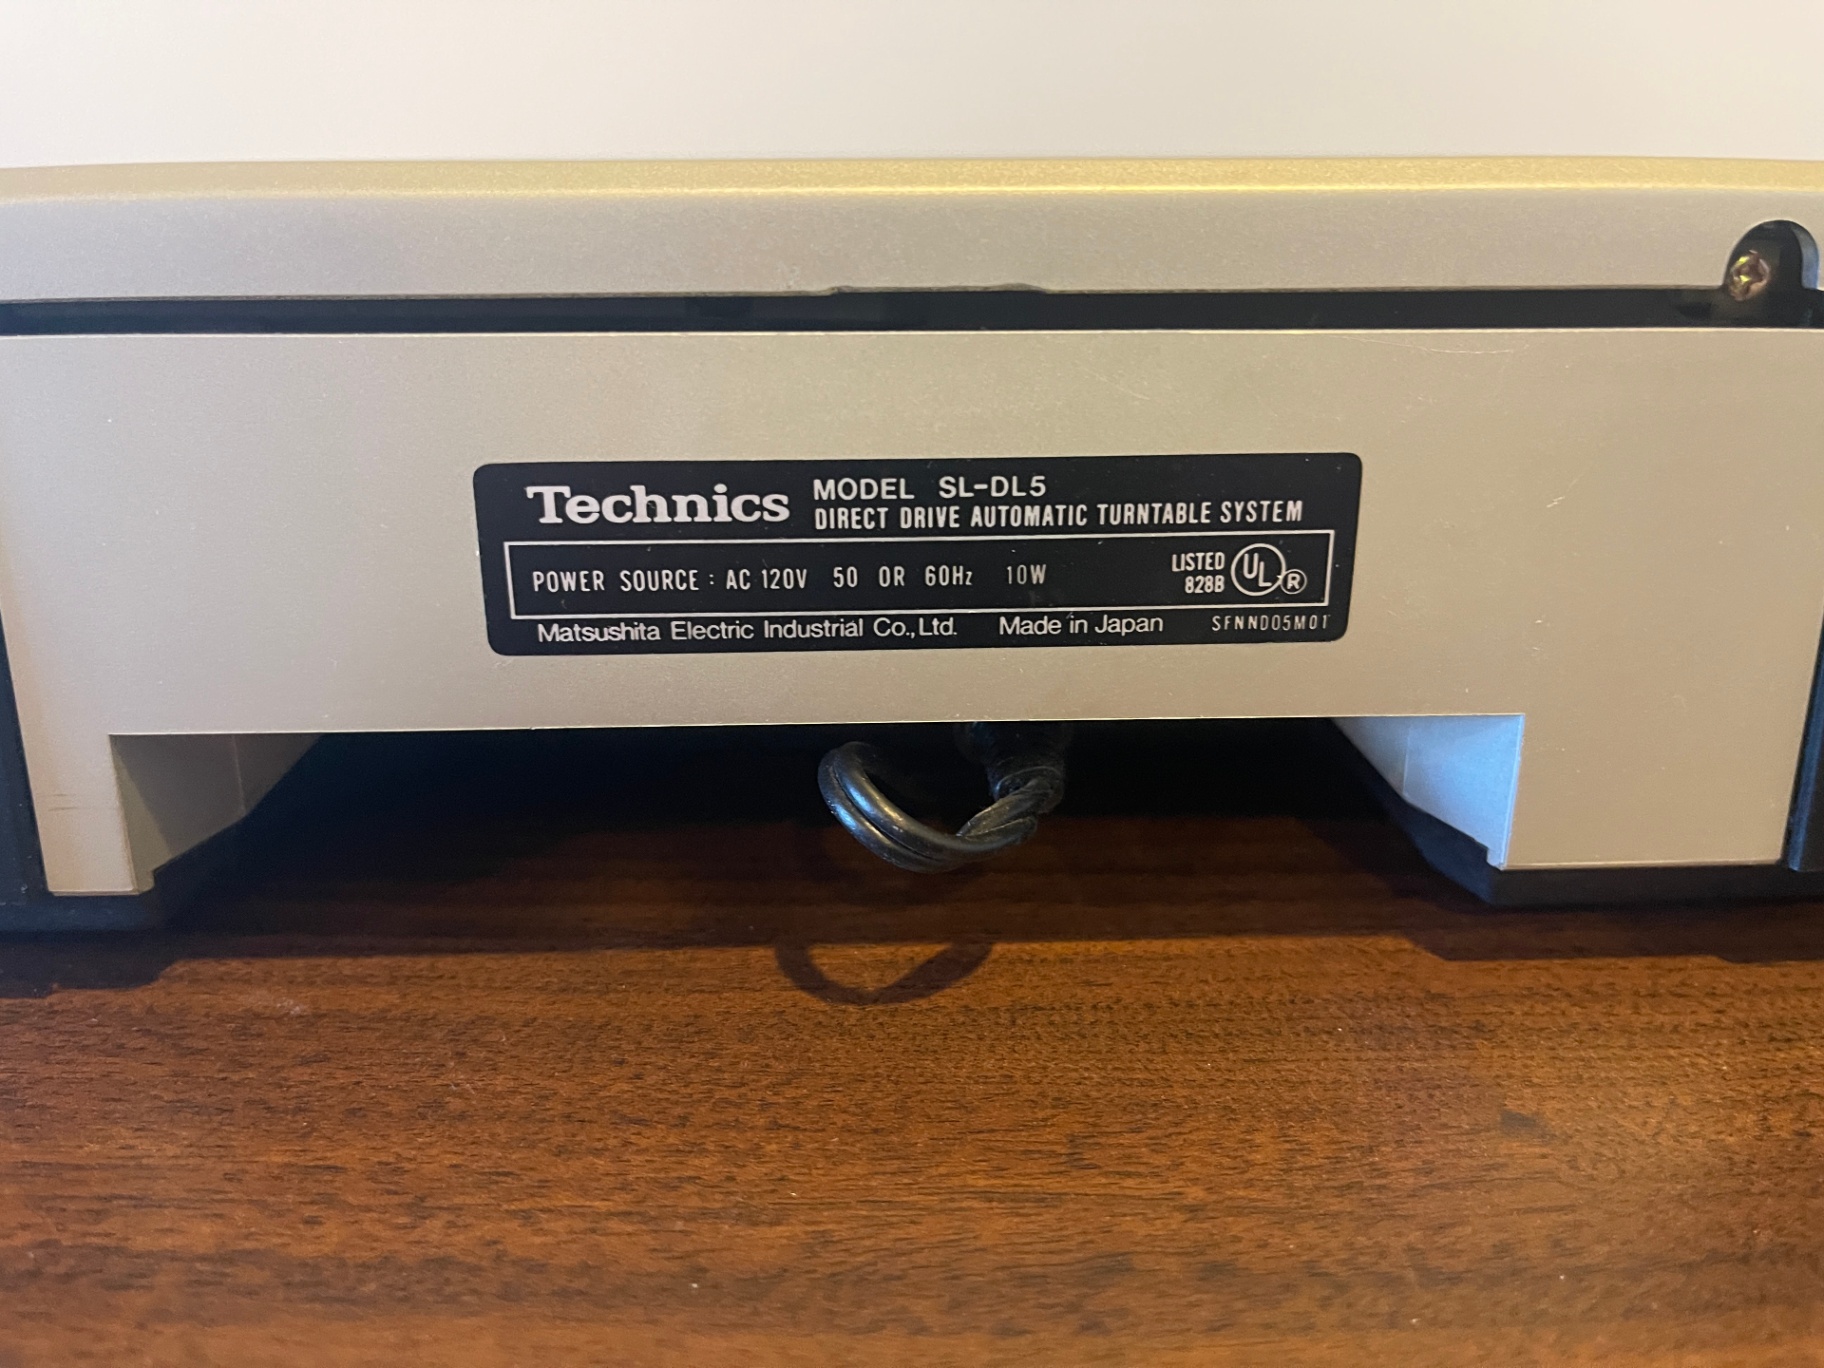 Technics MODEL SL-DL5
DIRECT DRIVE AUTOMATIC TURNTABLE SYSTEM
POWER SOURCE : AC 120V 50 OR 60Hz 10W
LISTED
828B
UL R
Matsushita Electric Industrial Co.,Ltd. Made in Japan SFNND05M01